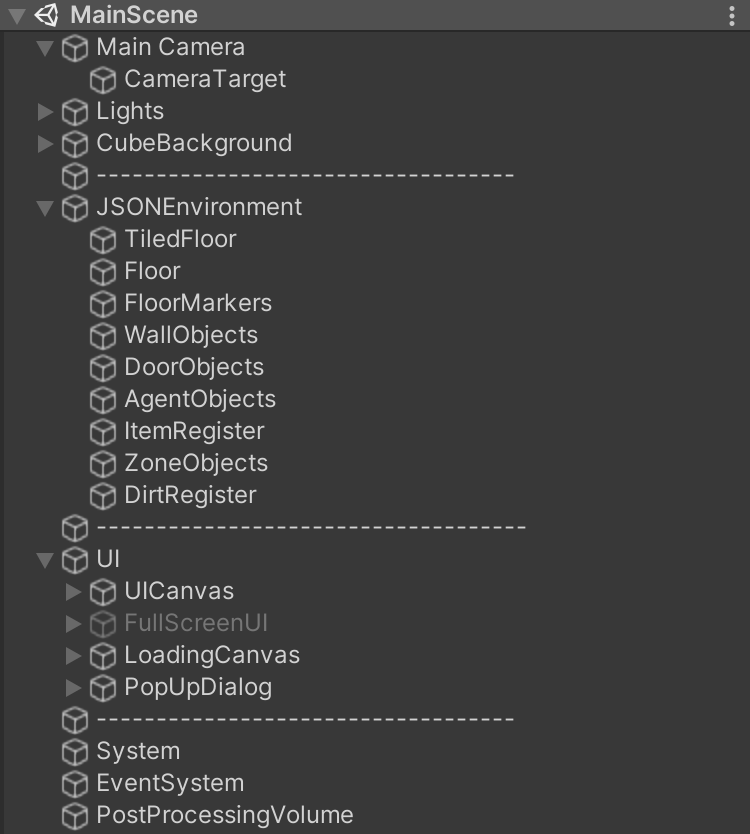 MainScene
Main Camera
CameraTarget
Lights
CubeBackground
-----------------------------------
JSONEnvironment
TiledFloor
Floor
FloorMarkers
WallObjects
DoorObjects
AgentObjects
ItemRegister
ZoneObjects
DirtRegister
------------------------------------
UI
UICanvas
FullScreenUI
LoadingCanvas
PopUpDialog
-----------------------------------
System
EventSystem
PostProcessingVolume